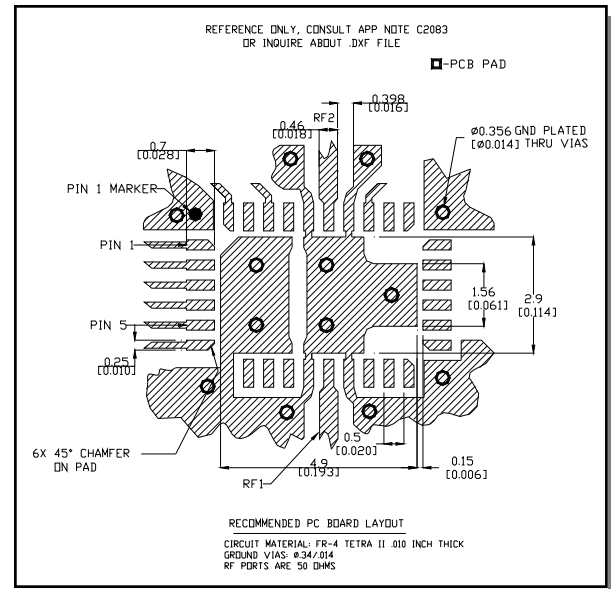 REFERENCE ONLY, CONSULT APP NOTE C2083
OR INQUIRE ABOUT .DXF FILE
-PCB PAD
0.398
[0.016]
0.46
[0.018]
RF2
Ø0.356 GND PLATED
[Ø0.014] THRU VIAS
0.7
[0.028]
PIN 1 MARKER
PIN 1
1.56
[0.061]
2.9
[0.114]
PIN 5
0.25
[0.010]
6X 45° CHAMFER
ON PAD
0.5
[0.020]
4.9
[0.193]
0.15
[0.006]
RF1
RECOMMENDED PC BOARD LAYOUT
CIRCUIT MATERIAL: FR-4 TETRA II .010 INCH THICK
GROUND VIAS: Ø.34/.014
RF PORTS ARE 50 OHMS